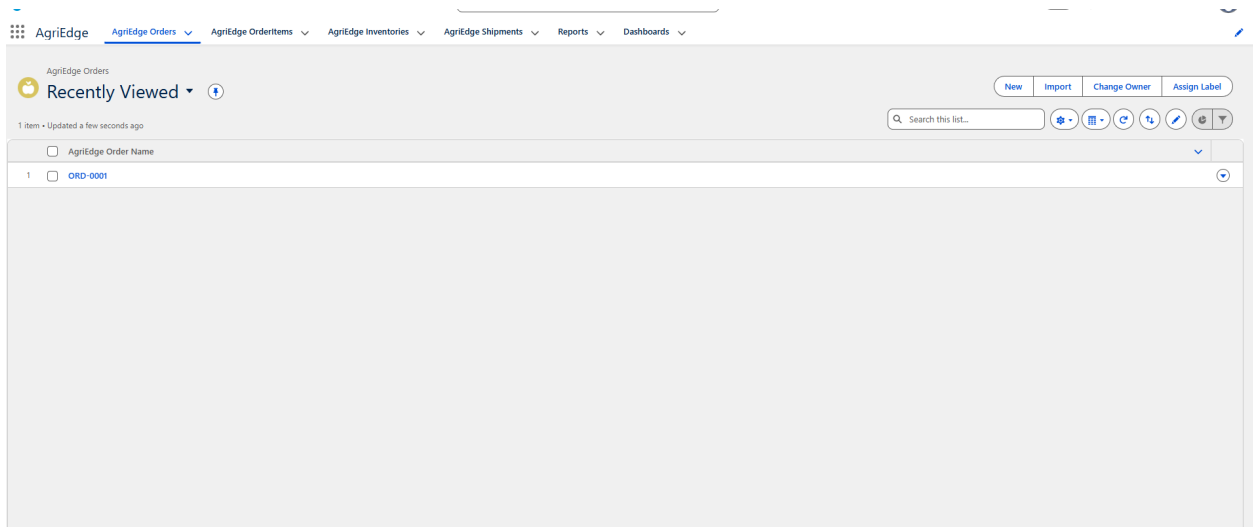 AgriEdge AgriEdge Orders AgriEdge OrderItems AgriEdge Inventories AgriEdge Shipments Reports Dashboards
AgriEdge Orders
Recently Viewed
New Import Change Owner Assign Label
1 item • Updated a few seconds ago
Search this list...
AgriEdge Order Name
1 ORD-0001